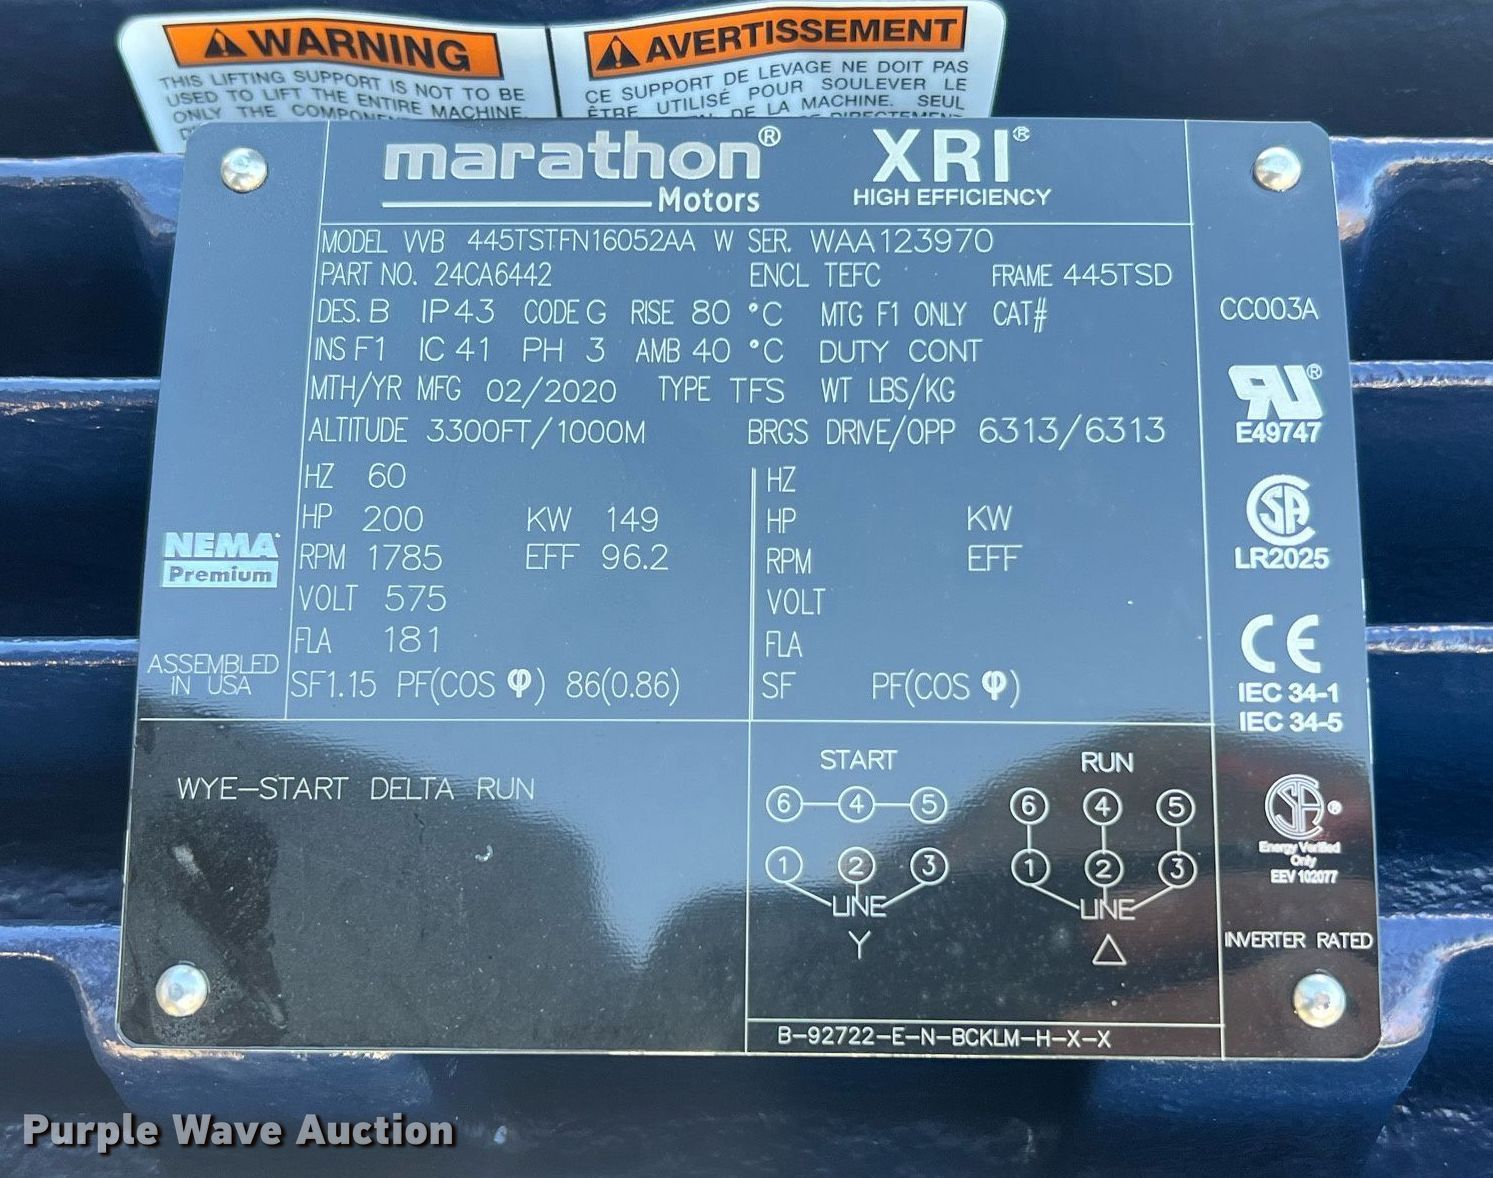 WARNING
THIS LIFTING SUPPORT IS NOT TO BE
USED TO LIFT THE ENTIRE MACHINE.
ONLY THE
AVERTISSEMENT
CE SUPPORT DE LEVAGE NE DOIT PAS
ÊTRE UTILISÉ POUR SOULEVER LE
DE LA MACHINE. SEUL
marathon®
Motors
XRI®
HIGH EFFICIENCY
MODEL VVB 445TSTFN16052AA W SER. WAA123970
PART NO. 24CA6442 ENCL TEFC FRAME 445TSD
DES. B IP 43 CODE G RISE 80 °C MTG F1 ONLY CAT#
INS F1 IC 41 PH 3 AMB 40 °C DUTY CONT
MTH/YR MFG 02/2020 TYPE TFS WT LBS/KG
ALTITUDE 3300FT/1000M BRGS DRIVE/OPP 6313/6313
HZ 60
HP 200 KW 149
RPM 1785 EFF 96.2
VOLT 575
FLA 181
SF 1.15 PF(COS φ) 86(0.86)
HZ
HP KW
RPM EFF
VOLT
FLA
SF PF(COS φ)
NEMA
Premium
ASSEMBLED
IN USA
WYE-START DELTA RUN
START
6 4 5
1 2 3
LINE
Y
RUN
6 4 5
1 2 3
LINE
Δ
B-92722-E-N-BCKLM-H-X-X
CC003A
RU®
E49747
SA
LR2025
CE
IEC 34-1
IEC 34-5
SA®
Energy Verified
Only
EEV 102077
INVERTER RATED
Purple Wave Auction